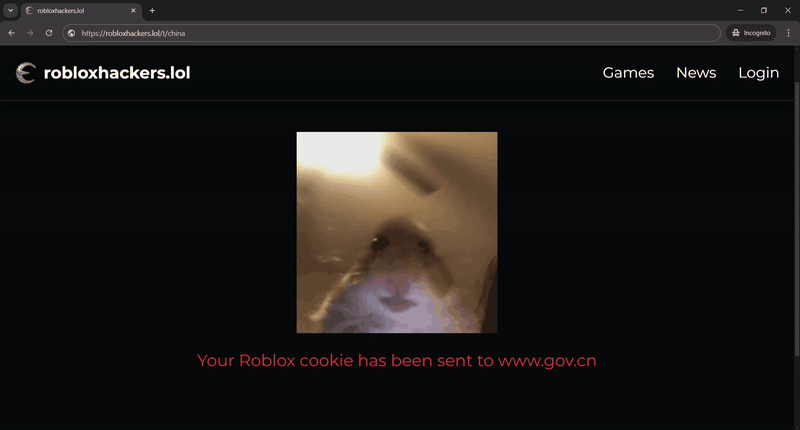 robloxhackers.lol
https://robloxhackers.lol/t/china
Incognito
robloxhackers.lol
Games News Login
Your Roblox cookie has been sent to www.gov.cn